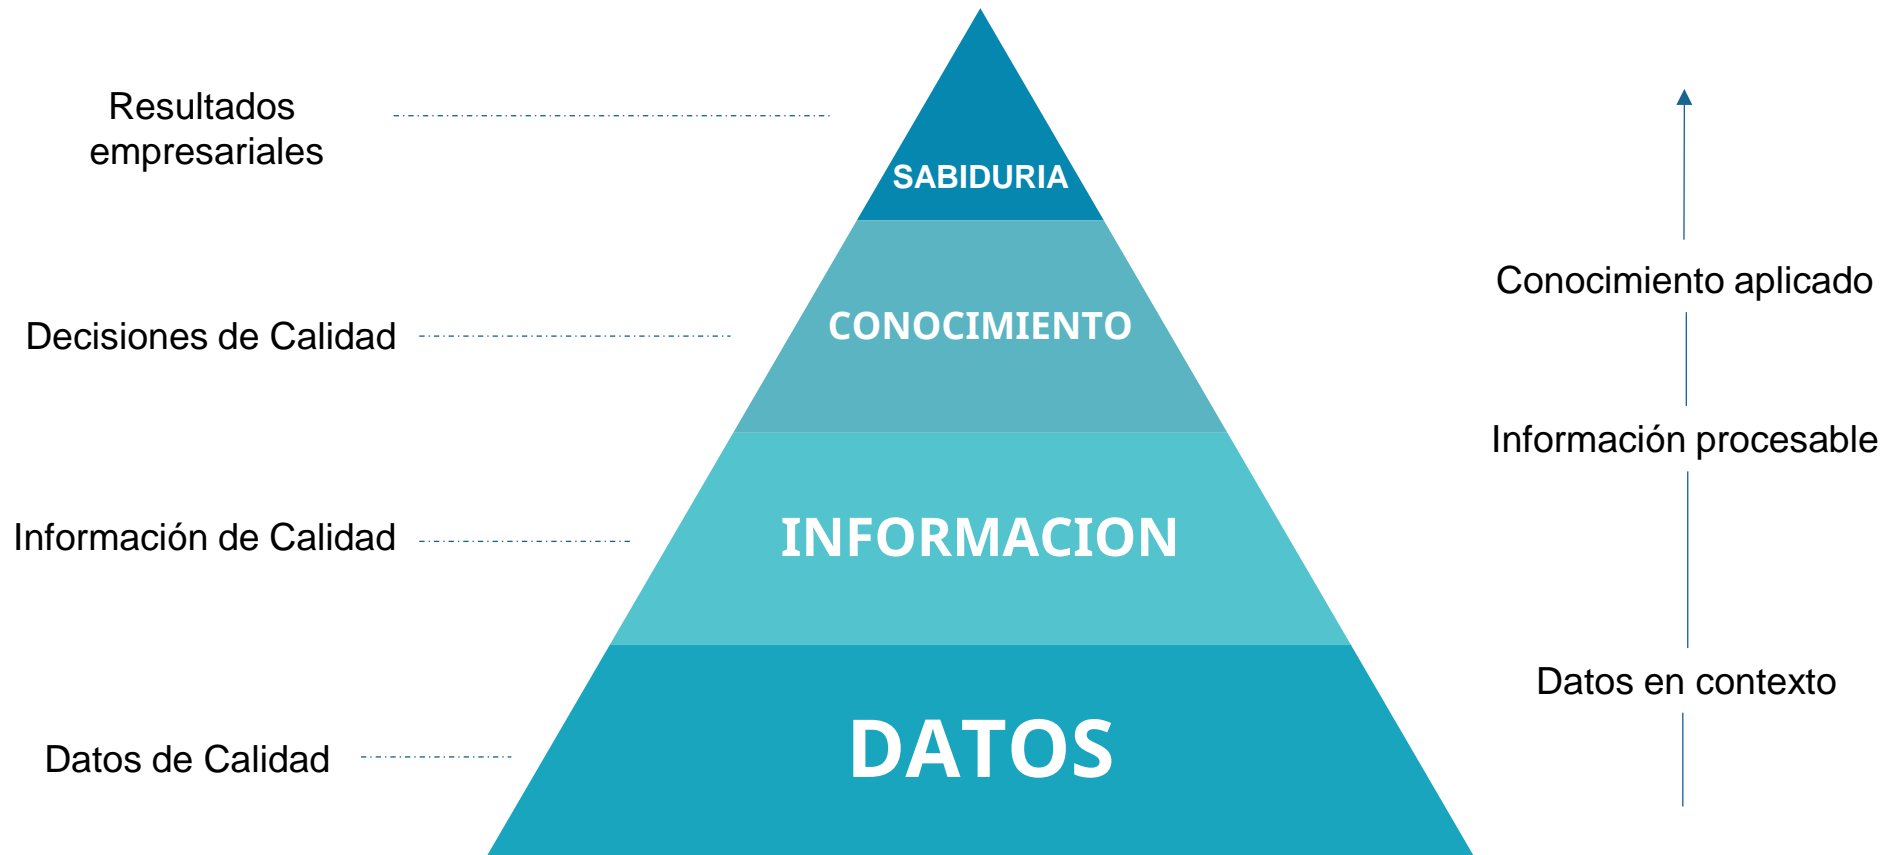 Resultados
empresariales
SABIDURIA
Conocimiento aplicado
CONOCIMIENTO
Decisiones de Calidad
Información procesable
INFORMACION
Información de Calidad
Datos en contexto
DATOS
Datos de Calidad